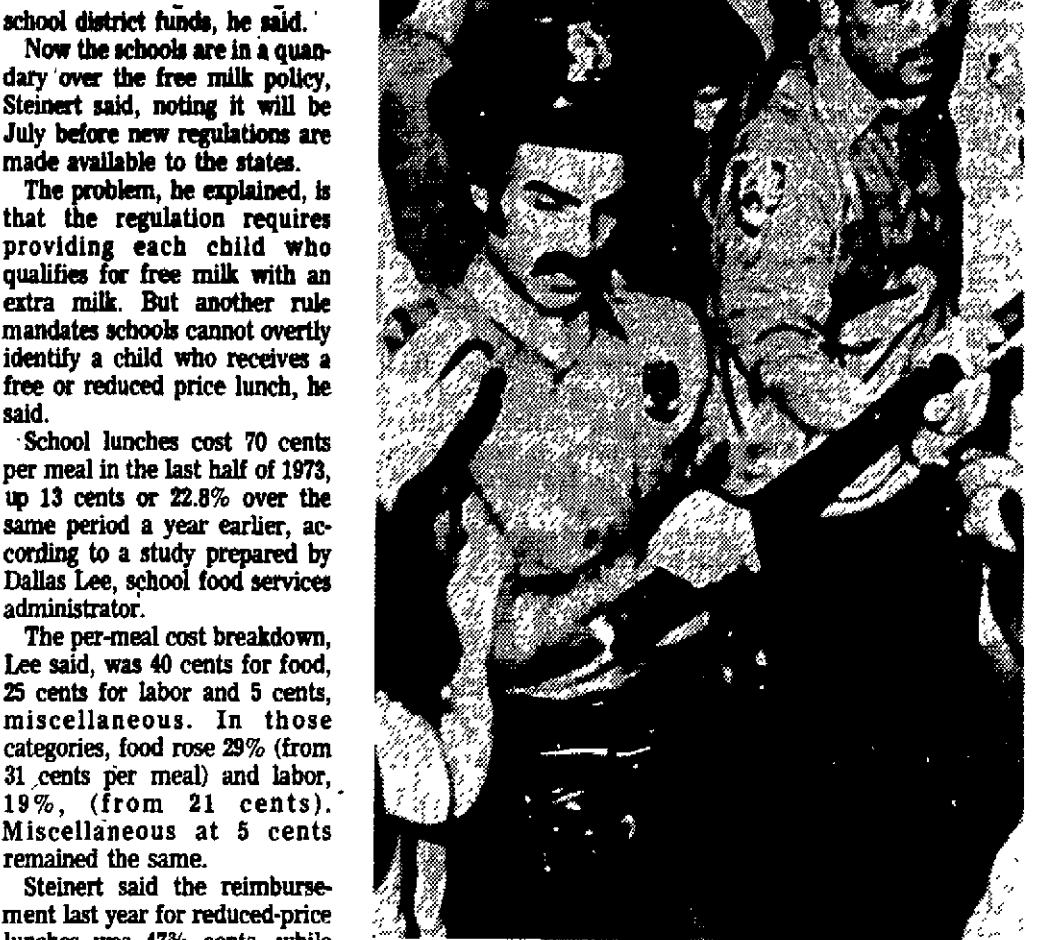 school district funds, he said.
Now the schools are in a quan-
dary over the free milk policy,
Steinert said, noting it will be
July before new regulations are
made available to the states.
The problem, he explained, is
that the regulation requires
providing each child who
qualifies for free milk with an
extra milk. But another rule
mandates schools cannot overtly
identify a child who receives a
free or reduced price lunch, he
said.
School lunches cost 70 cents
per meal in the last half of 1973,
up 13 cents or 22.8% over the
same period a year earlier, ac-
cording to a study prepared by
Dallas Lee, school food services
administrator.
The per-meal cost breakdown,
Lee said, was 40 cents for food,
25 cents for labor and 5 cents,
miscellaneous. In those
categories, food rose 29% (from
31 cents per meal) and labor,
19%, (from 21 cents).
Miscellaneous at 5 cents
remained the same.
Steinert said the reimburse-
ment last year for reduced-price
lunches was cents, while